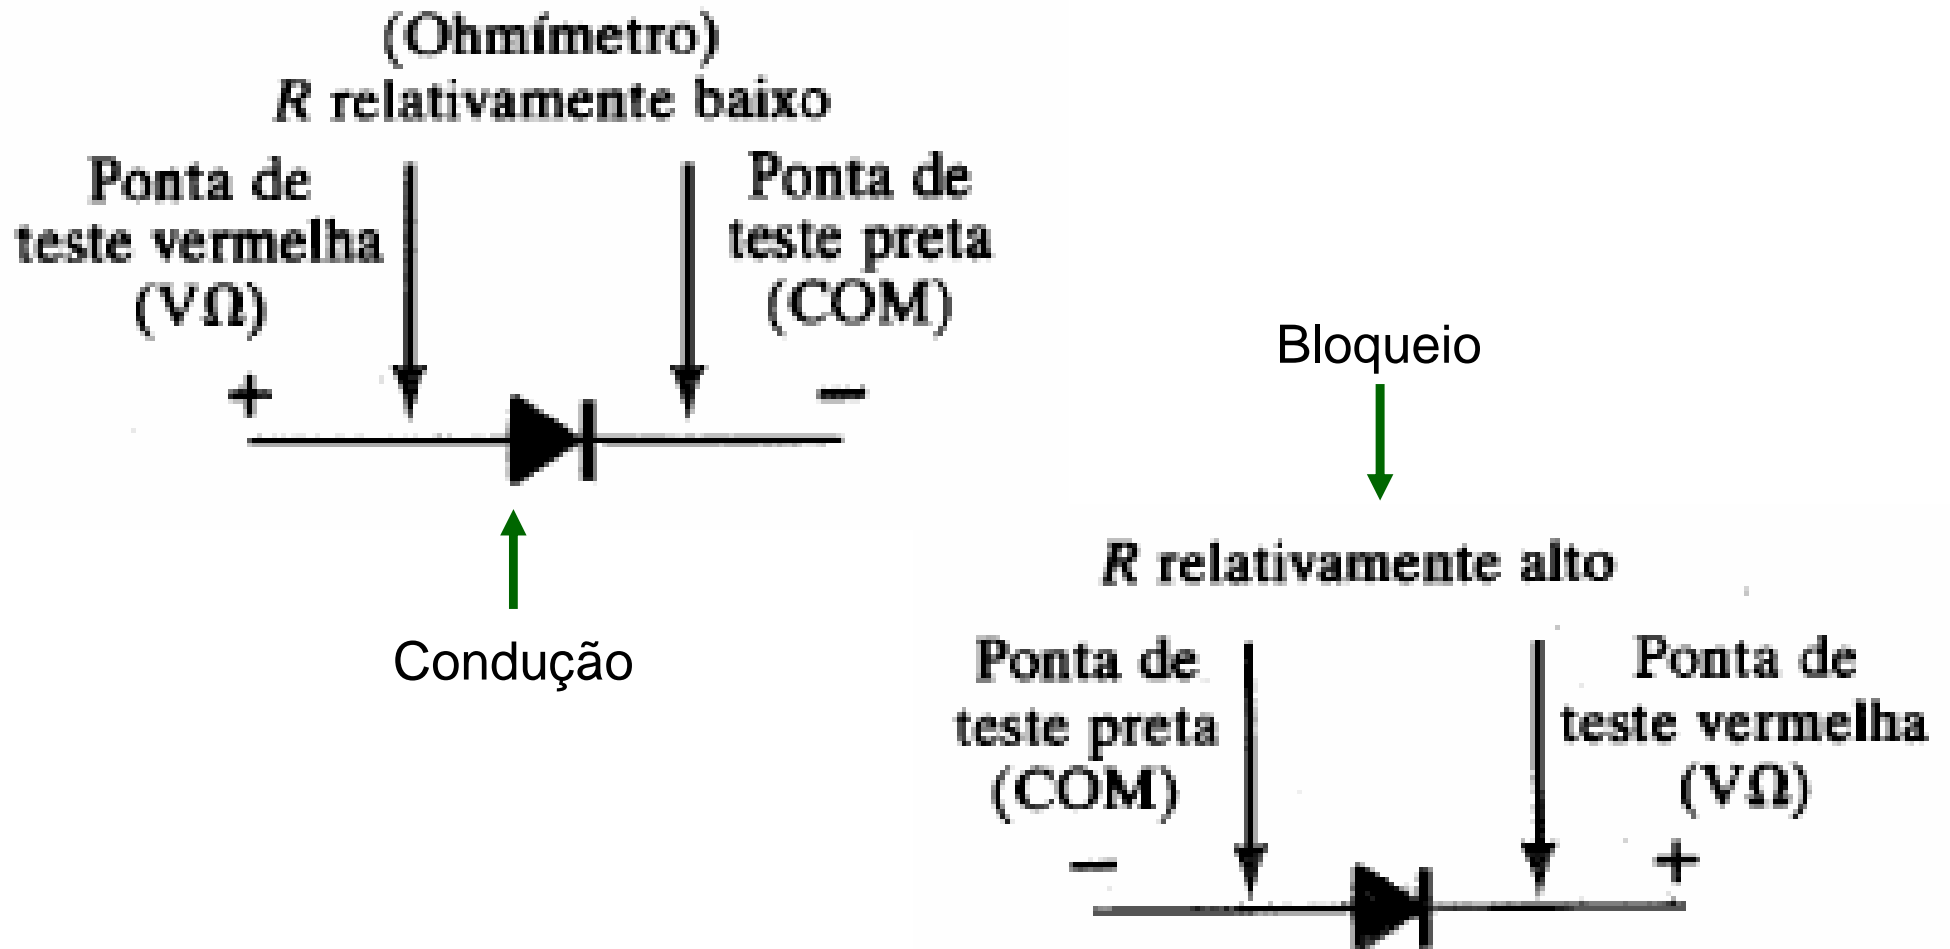 (Ohmímetro)
R relativamente baixo
Ponta de
teste vermelha
(VΩ)
Ponta de
teste preta
(COM)
+
−
Condução
Bloqueio
R relativamente alto
Ponta de
teste preta
(COM)
Ponta de
teste vermelha
(VΩ)
−
+